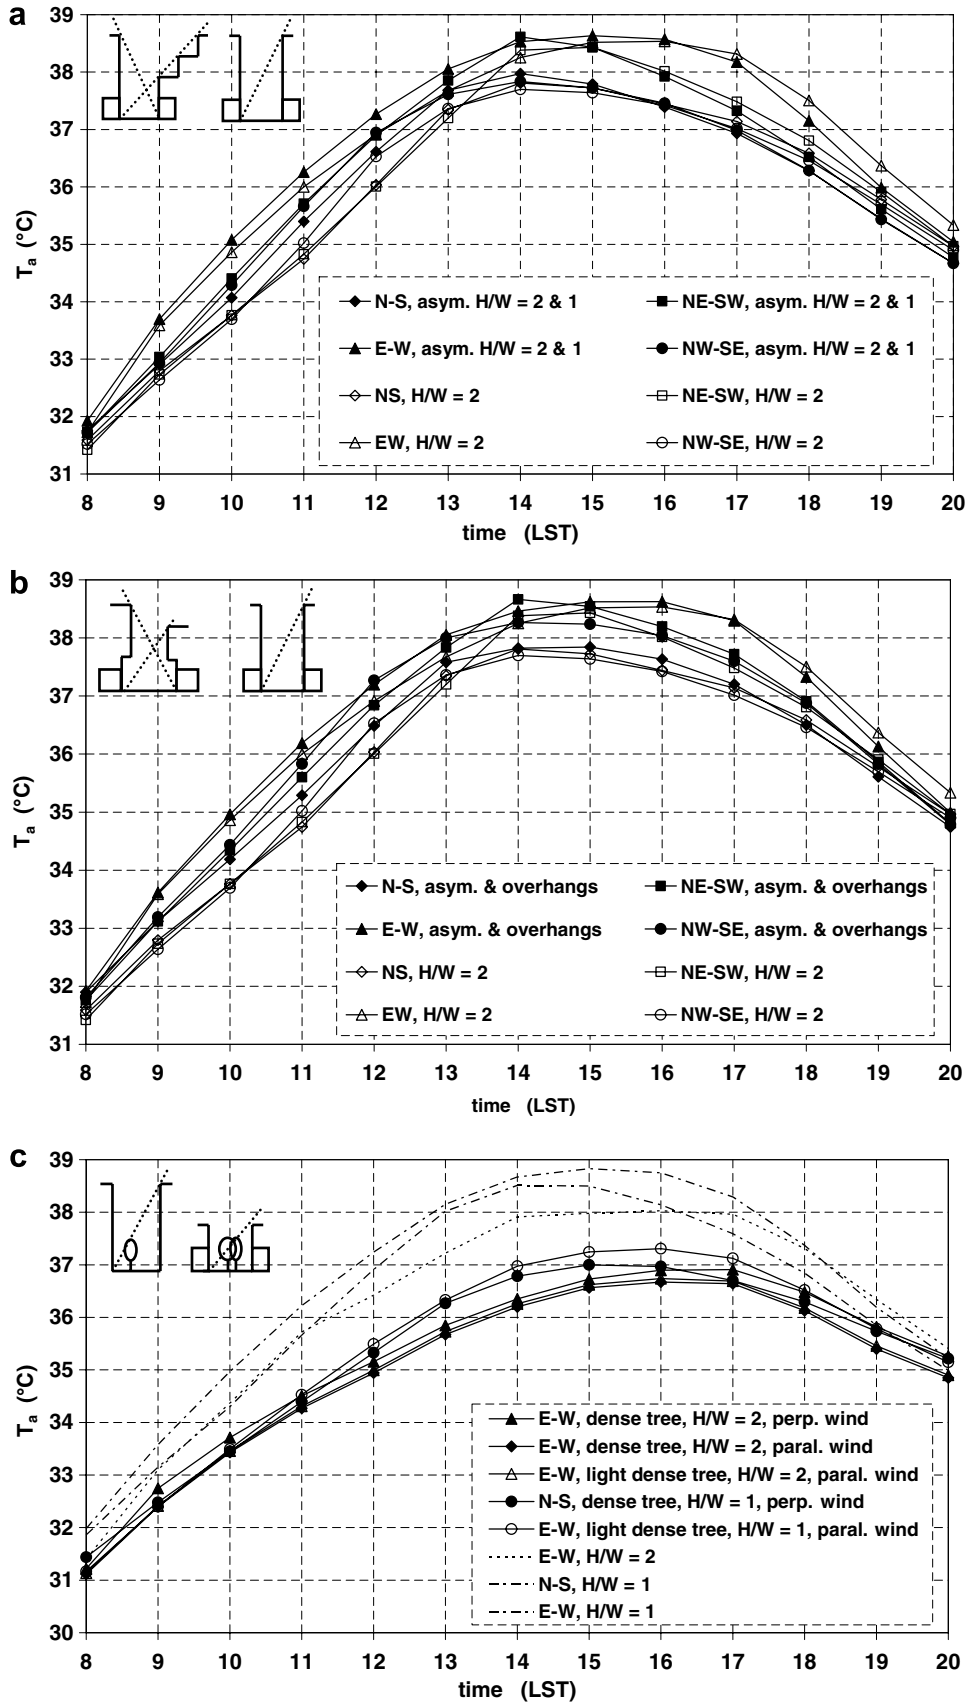 a
39
38
37
36
35
34
33
32
31
Ta (°C)
N-S, asym. H/W = 2 & 1
NE-SW, asym. H/W = 2 & 1
E-W, asym. H/W = 2 & 1
NW-SE, asym. H/W = 2 & 1
NS, H/W = 2
NE-SW, H/W = 2
EW, H/W = 2
NW-SE, H/W = 2
8 9 10 11 12 13 14 15 16 17 18 19 20
time (LST)
b
39
38
37
36
35
34
33
32
31
Ta (°C)
N-S, asym. & overhangs
NE-SW, asym. & overhangs
E-W, asym. & overhangs
NW-SE, asym. & overhangs
NS, H/W = 2
NE-SW, H/W = 2
EW, H/W = 2
NW-SE, H/W = 2
8 9 10 11 12 13 14 15 16 17 18 19 20
time (LST)
c
39
38
37
36
35
34
33
32
31
30
Ta (°C)
E-W, dense tree, H/W = 2, perp. wind
E-W, dense tree, H/W = 2, paral. wind
E-W, light dense tree, H/W = 2, paral. wind
N-S, dense tree, H/W = 1, perp. wind
E-W, light dense tree, H/W = 1, paral. wind
E-W, H/W = 2
N-S, H/W = 1
E-W, H/W = 1
8 9 10 11 12 13 14 15 16 17 18 19 20
time (LST)